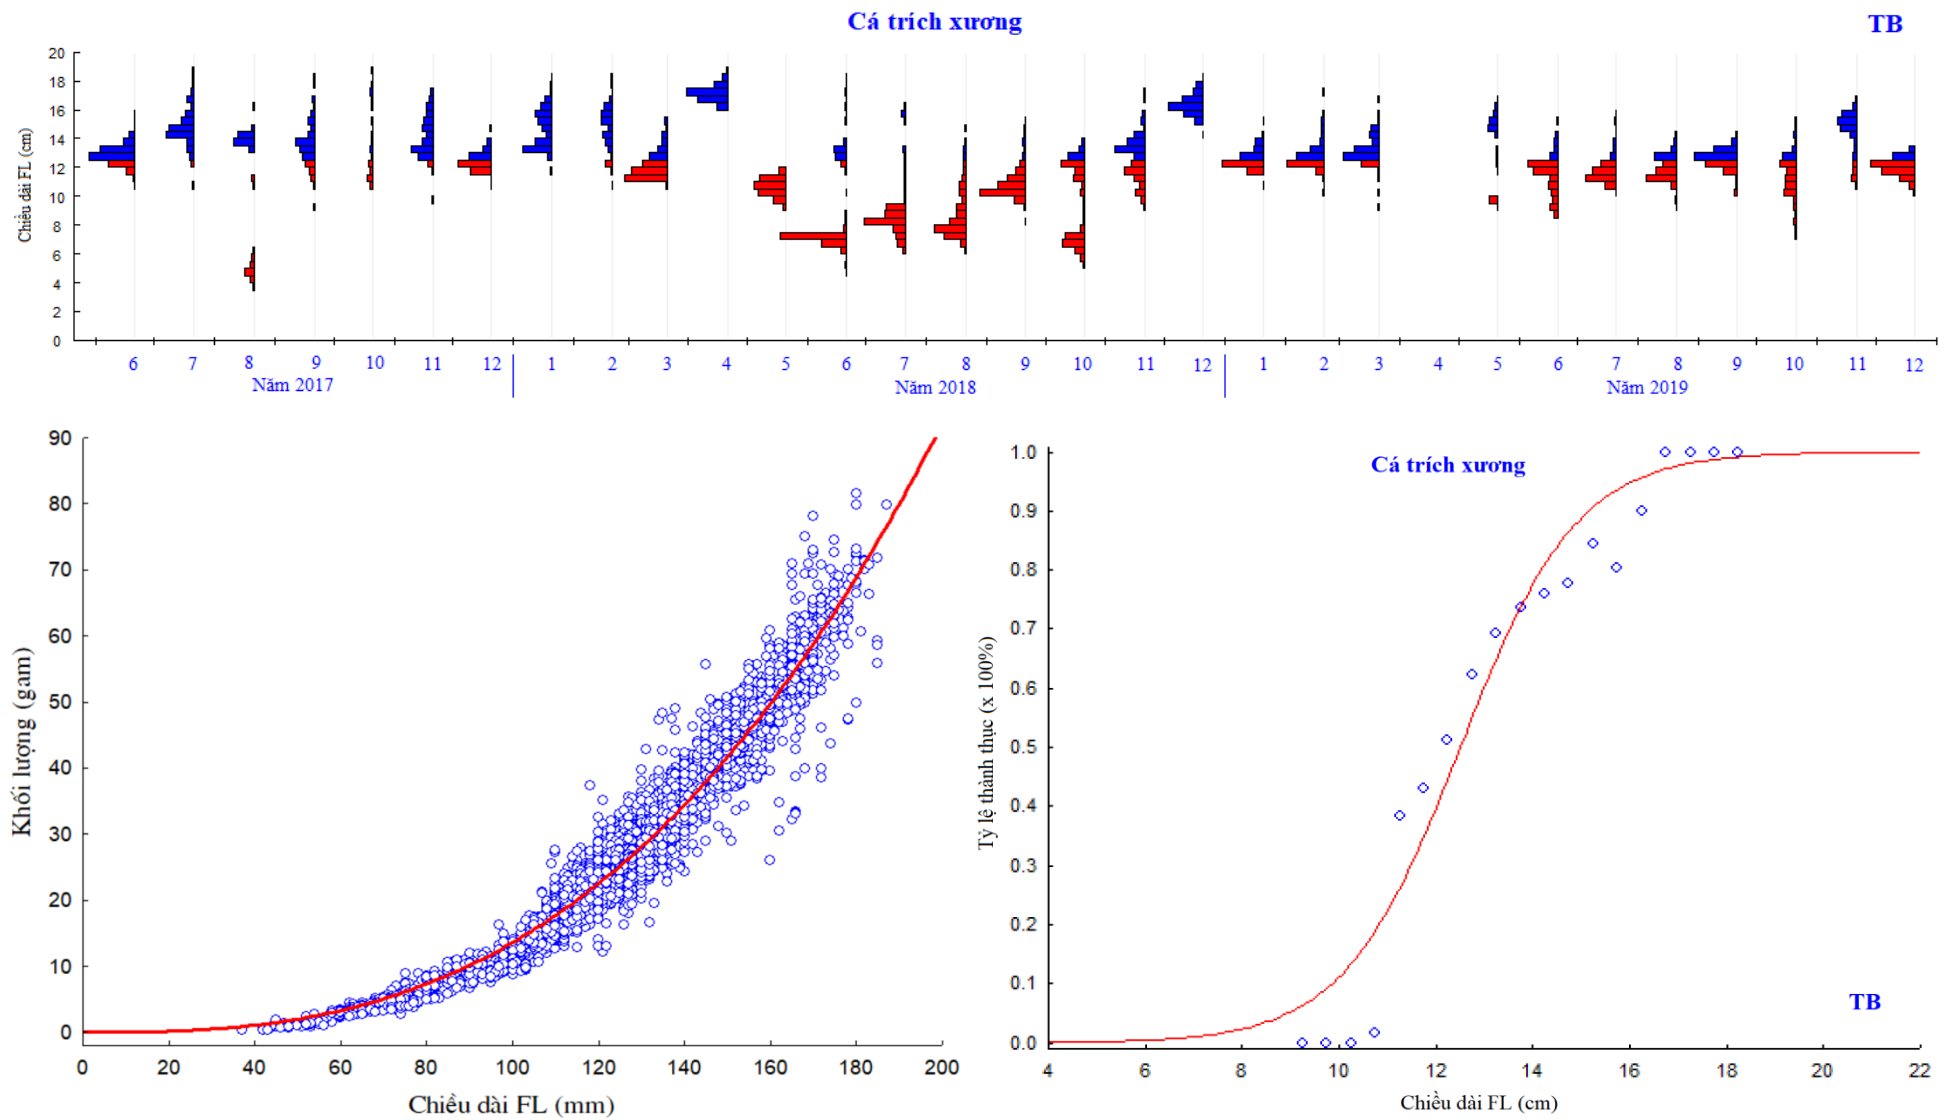 Cá trích xương TB
Chiều dài FL (cm)
20
18
16
14
12
10
8
6
4
2
0
6 7 8 9 10 11 12 1 2 3 4 5 6 7 8 9 10 11 12 1 2 3 4 5 6 7 8 9 10 11 12
Năm 2017 Năm 2018 Năm 2019
Khối lượng (gam)
90
80
70
60
50
40
30
20
10
0
0 20 40 60 80 100 120 140 160 180 200
Chiều dài FL (mm)
Cá trích xương
Tỷ lệ thành thục (x 100%)
1.0
0.9
0.8
0.7
0.6
0.5
0.4
0.3
0.2
0.1
0.0
TB
4 6 8 10 12 14 16 18 20 22
Chiều dài FL (cm)